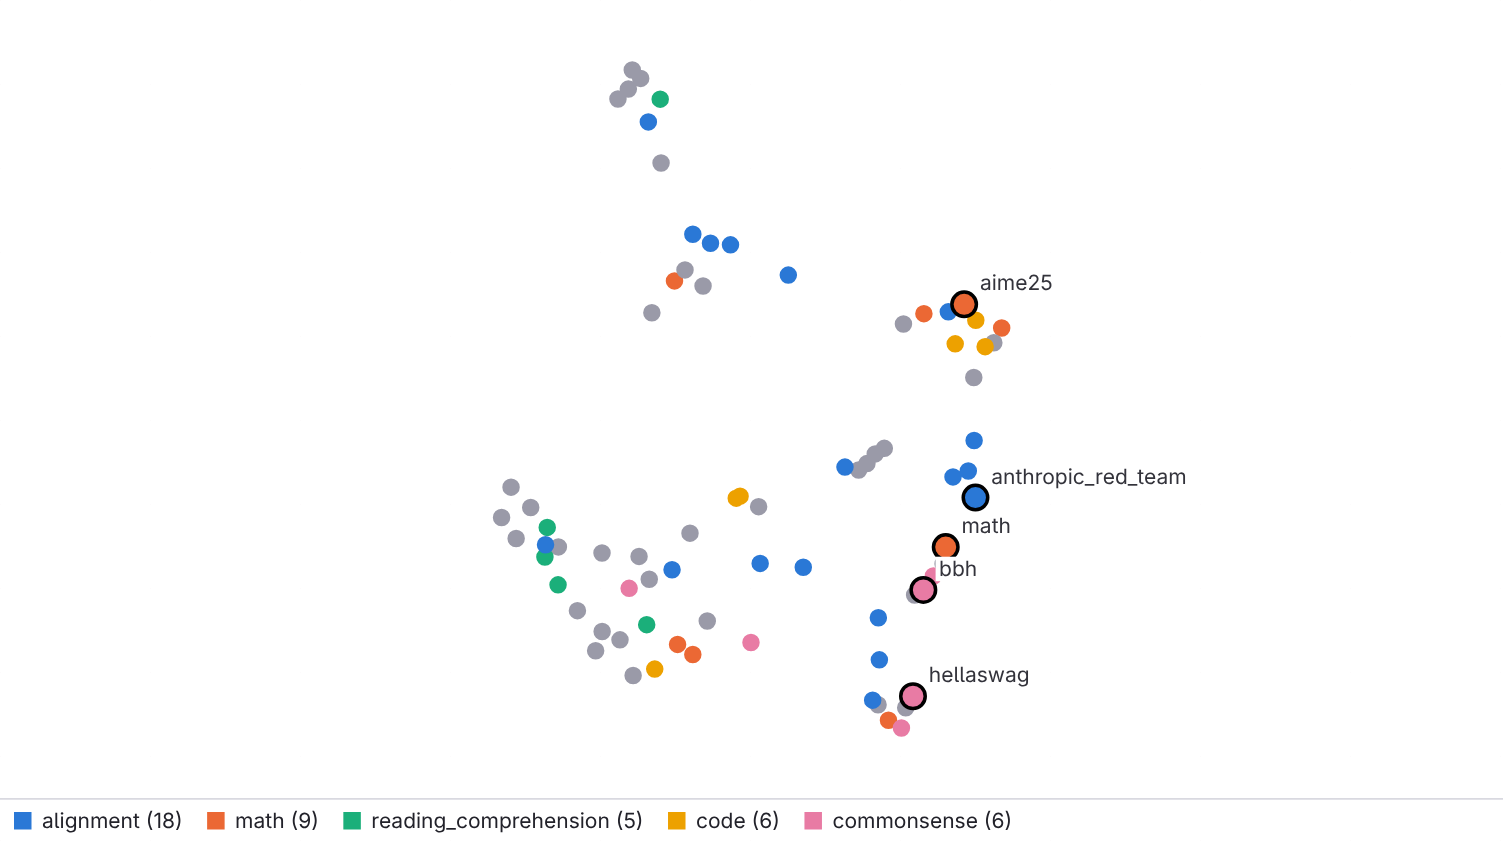 aime25
anthropic_red_team
math
bbh
hellaswag
alignment (18)
math (9)
reading_comprehension (5)
code (6)
commonsense (6)